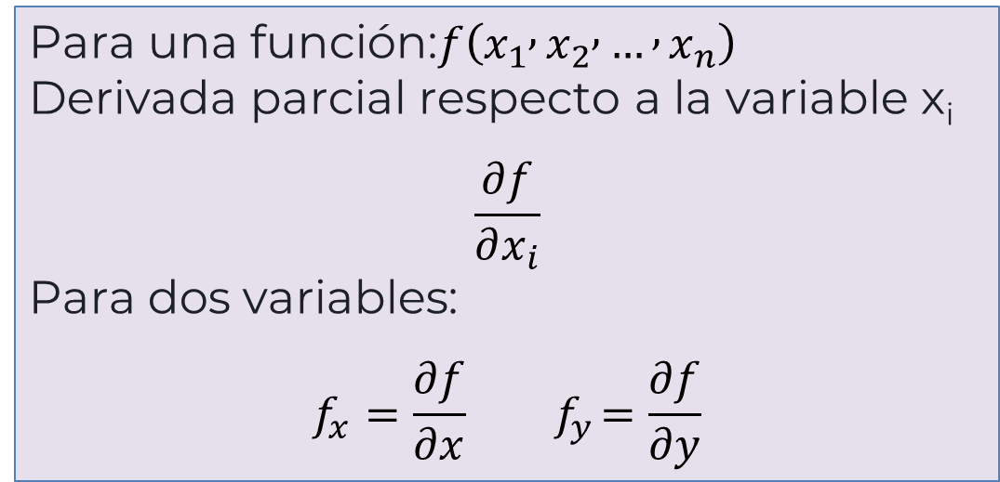 Para una función:f(x₁, x₂, ... , xₙ)
Derivada parcial respecto a la variable xᵢ
∂f/∂xᵢ
Para dos variables:
fₓ = ∂f/∂x   f_y = ∂f/∂y